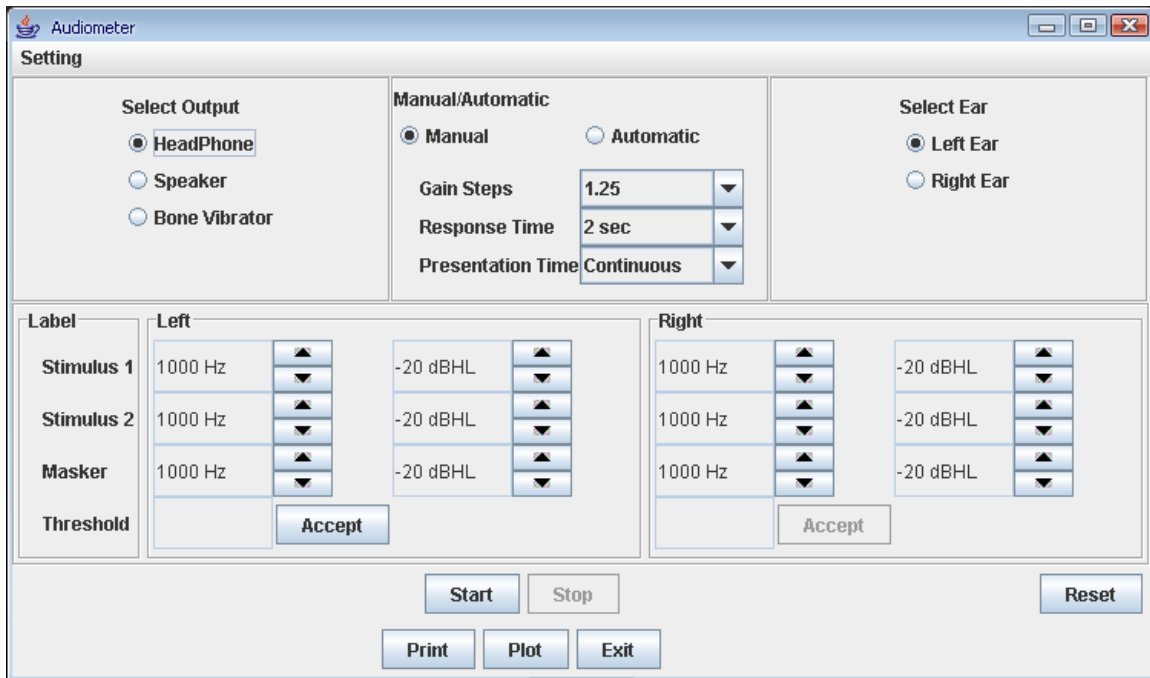 Audiometer
Setting
Select Output
HeadPhone
Speaker
Bone Vibrator
Manual/Automatic
Manual Automatic
Gain Steps 1.25
Response Time 2 sec
Presentation Time Continuous
Select Ear
Left Ear
Right Ear
Label Left Right
Stimulus 1 1000 Hz -20 dBHL 1000 Hz -20 dBHL
Stimulus 2 1000 Hz -20 dBHL 1000 Hz -20 dBHL
Masker 1000 Hz -20 dBHL 1000 Hz -20 dBHL
Threshold Accept Accept
Start Stop Reset
Print Plot Exit